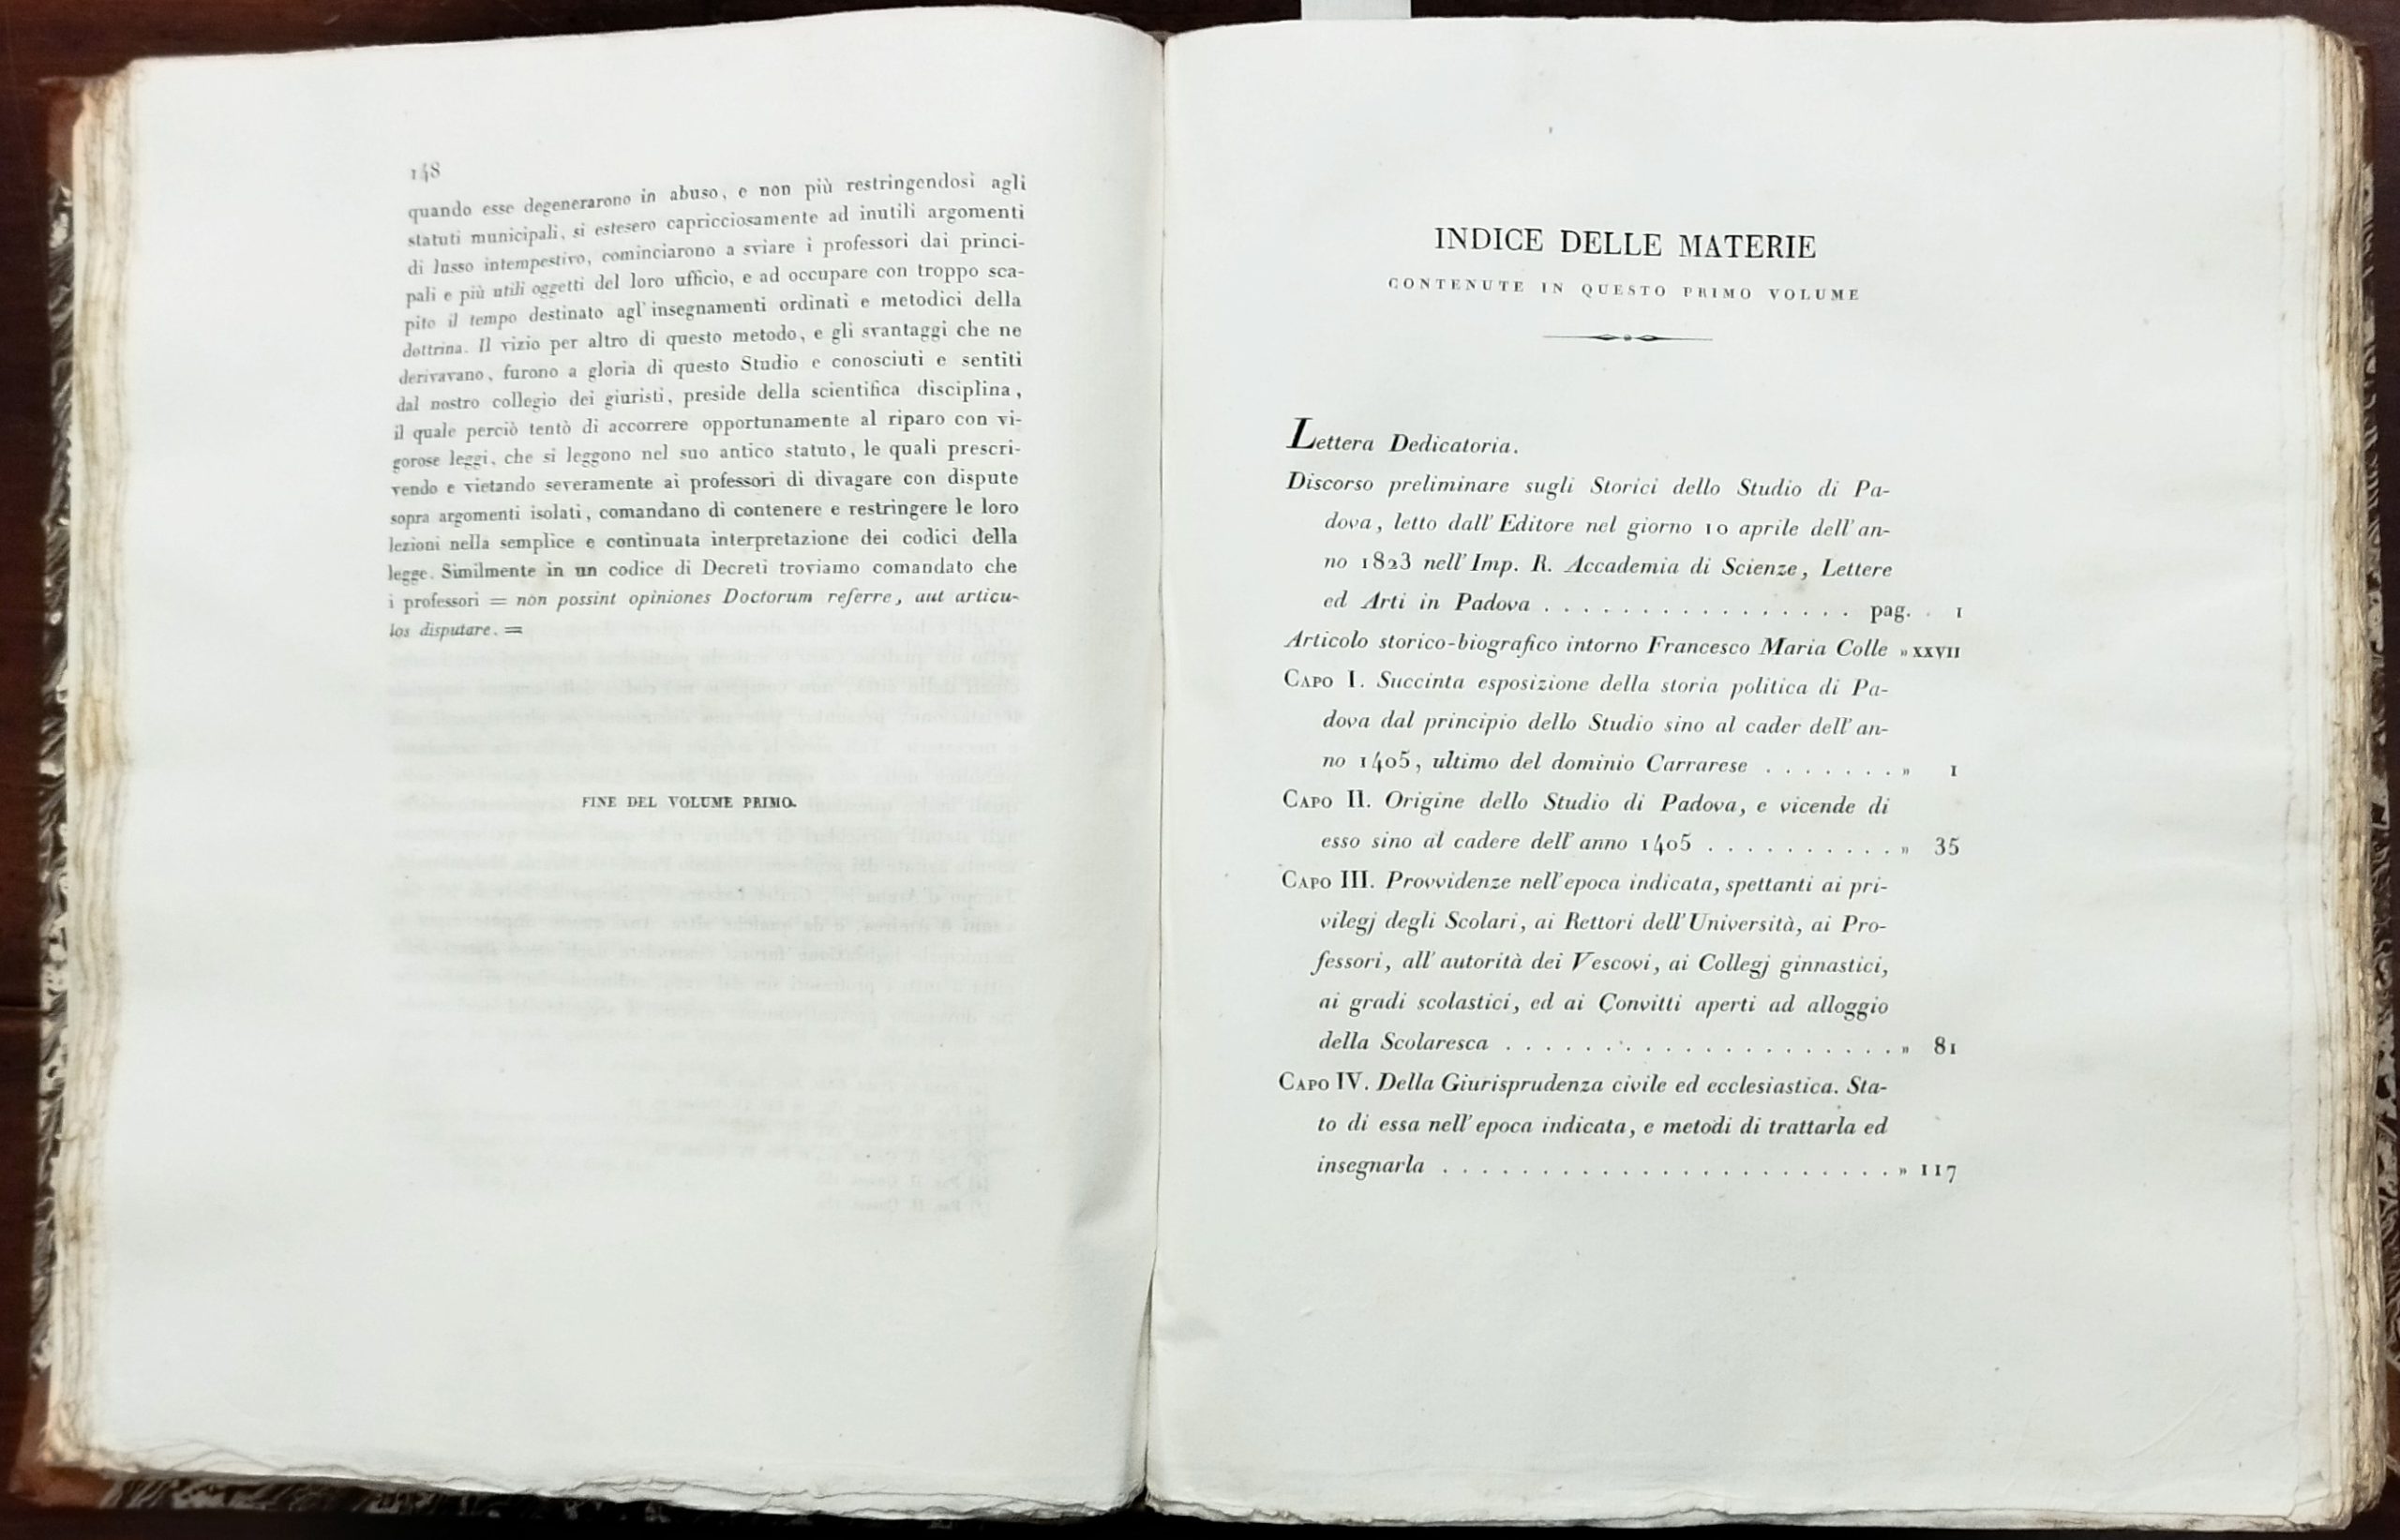 148
quando esse degenerarono in abuso, e non più restringendosi agli
statuti municipali, si estesero capricciosamente ad inutili argomenti
di lusso intempestivo, cominciarono a sviare i professori dai princi-
pali e più utili oggetti del loro ufficio, e ad occupare con troppo sca-
pito il tempo destinato agl'insegnamenti ordinati e metodici della
dottrina. Il vizio per altro di questo metodo, e gli svantaggi che ne
derivavano, furono a gloria di questo Studio e conosciuti e sentiti
dal nostro collegio dei giuristi, preside della scientifica disciplina,
il quale perciò tentò di accorrere opportunamente al riparo con vi-
gorose leggi, che si leggono nel suo antico statuto, le quali prescri-
vendo e vietando severamente ai professori di divagare con dispute
sopra argomenti isolati, comandano di contenere e restringere le loro
lezioni nella semplice e continuata interpretazione dei codici della
legge. Similmente in un codice di Decreti troviamo comandato che
i professori = non possint opiniones Doctorum referre, aut articu-
los disputare. =
FINE DEL VOLUME PRIMO.
INDICE DELLE MATERIE
CONTENUTE IN QUESTO PRIMO VOLUME
Lettera Dedicatoria.
Discorso preliminare sugli Storici dello Studio di Pa-
dova, letto dall'Editore nel giorno 10 aprile dell'an-
no 1823 nell'Imp. R. Accademia di Scienze, Lettere
ed Arti in Padova . . . . . . . . . . . . . . . . pag. 1
Articolo storico-biografico intorno Francesco Maria Colle » XXVII
CAPO I. Succinta esposizione della storia politica di Pa-
dova dal principio dello Studio sino al cader dell'an-
no 1405, ultimo del dominio Carrarese . . . . . . . » 1
CAPO II. Origine dello Studio di Padova, e vicende di
esso sino al cadere dell'anno 1405 . . . . . . . . . . » 35
CAPO III. Provvidenze nell'epoca indicata, spettanti ai pri-
vilegj degli Scolari, ai Rettori dell'Università, ai Pro-
fessori, all'autorità dei Vescovi, ai Collegj ginnastici,
ai gradi scolastici, ed ai Convitti aperti ad alloggio
della Scolaresca . . . . . . . . . . . . . . . . . . . . » 81
CAPO IV. Della Giurisprudenza civile ed ecclesiastica. Sta-
to di essa nell'epoca indicata, e metodi di trattarla ed
insegnarla . . . . . . . . . . . . . . . . . . . . . . . » 117